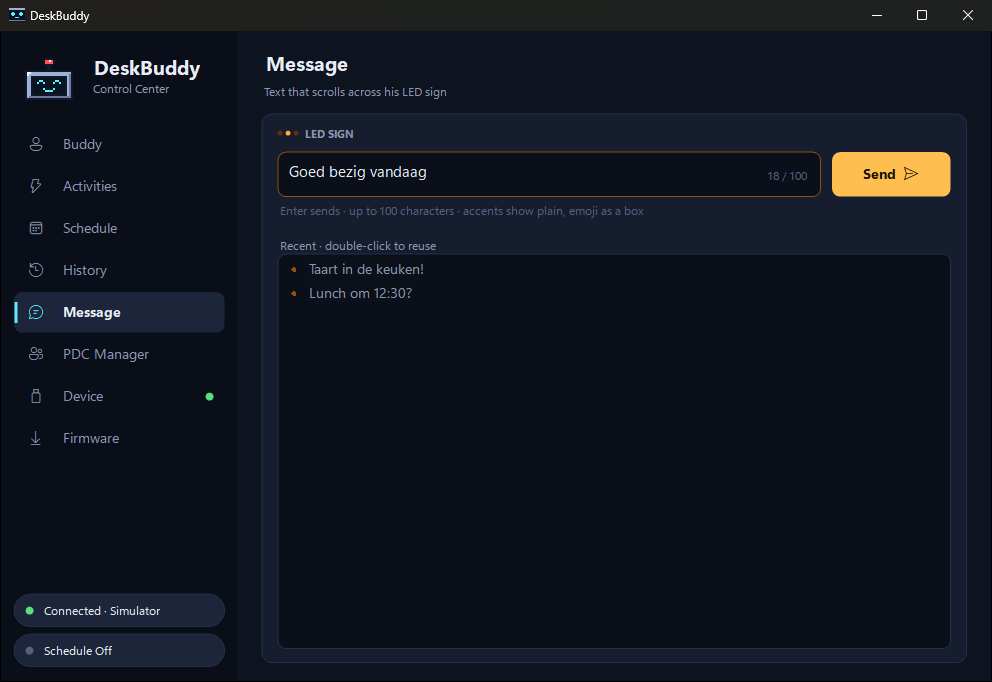 DeskBuddy
DeskBuddy
Control Center
Buddy
Activities
Schedule
History
Message
PDC Manager
Device
Firmware
Connected · Simulator
Schedule Off
Message
Text that scrolls across his LED sign
LED SIGN
Goed bezig vandaag
18 / 100
Send
Enter sends · up to 100 characters · accents show plain, emoji as a box
Recent · double-click to reuse
Taart in de keuken!
Lunch om 12:30?